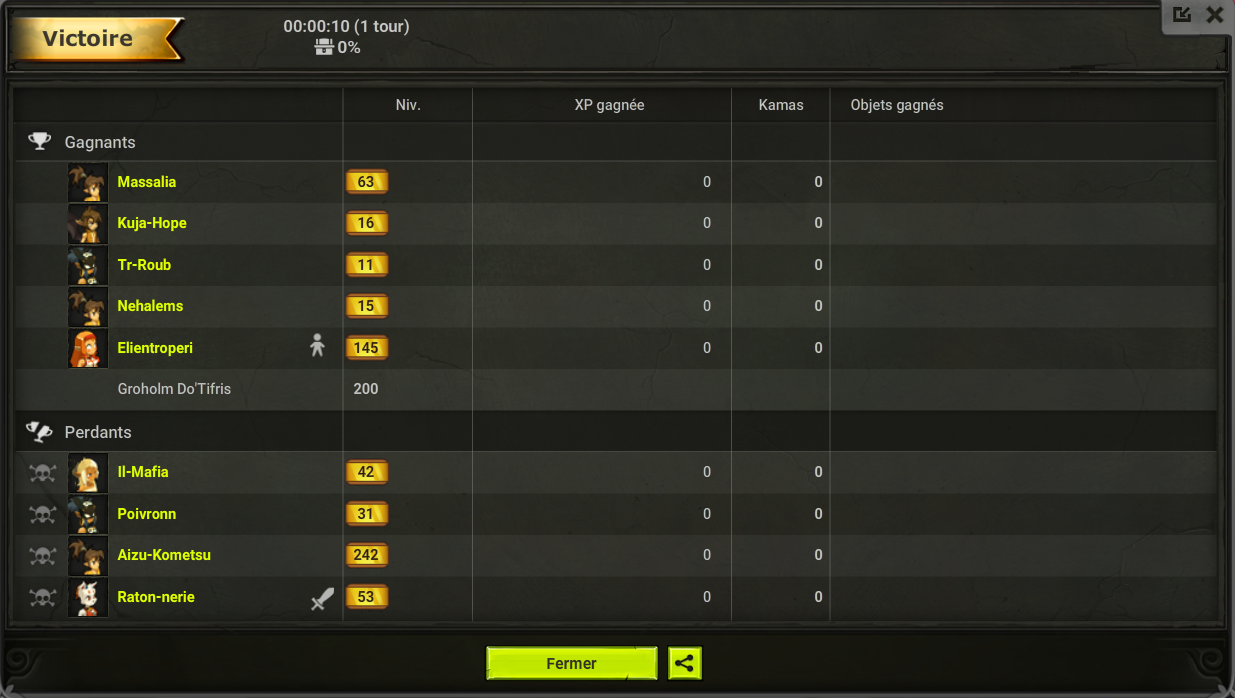 Victoire
00:00:10 (1 tour)
0%
Niv. XP gagnée Kamas Objets gagnés
Gagnants
Massalia 63 0 0
Kuja-Hope 16 0 0
Tr-Roub 11 0 0
Nehalems 15 0 0
Elientroperi 145 0 0
Groholm Do'Tifris 200
Perdants
Il-Mafia 42 0 0
Poivronn 31 0 0
Aizu-Kometsu 242 0 0
Raton-nerie 53 0 0
Fermer